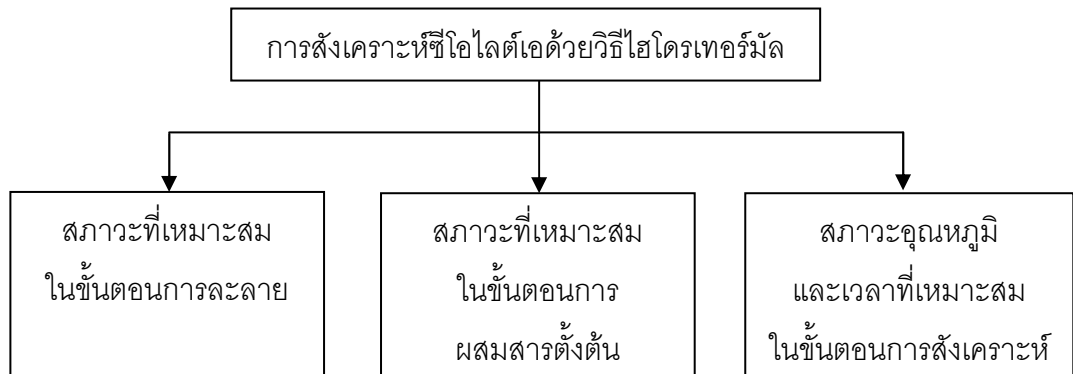 การสังเคราะห์ซีโอไลต์เอด้วยวิธีไฮโดรเทอร์มัล
สภาวะที่เหมาะสม
ในขั้นตอนการละลาย
สภาวะที่เหมาะสม
ในขั้นตอนการ
ผสมสารตั้งต้น
สภาวะอุณหภูมิ
และเวลาที่เหมาะสม
ในขั้นตอนการสังเคราะห์